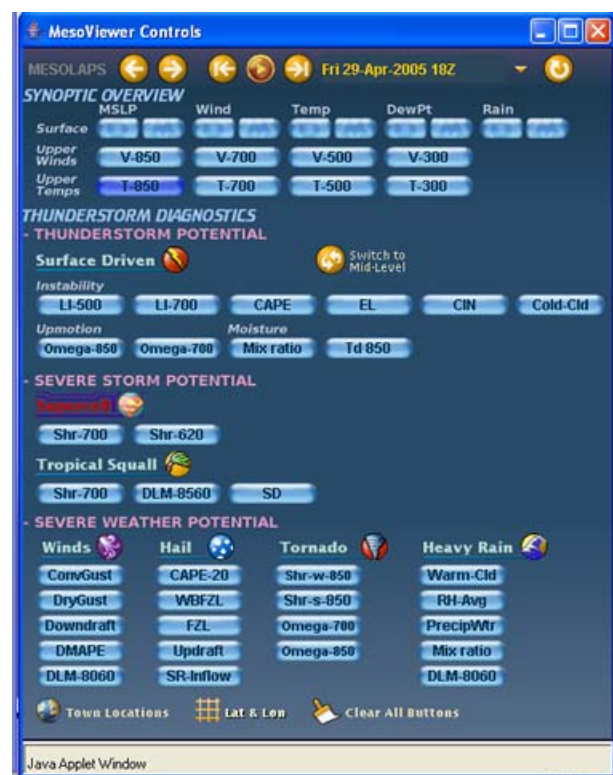 MesoViewer Controls
MESOLAPS Fri 29-Apr-2005 18Z
SYNOPTIC OVERVIEW
MSLP Wind Temp DewPt Rain
Surface
Upper Winds V-850 V-700 V-500 V-300
Upper Temps T-850 T-700 T-500 T-300
THUNDERSTORM DIAGNOSTICS
- THUNDERSTORM POTENTIAL
Surface Driven Switch to Mid-Level
Instability
LI-500 LI-700 CAPE EL CIN Cold-Cld
Upmotion Moisture
Omega-850 Omega-700 Mix ratio Td 850
- SEVERE STORM POTENTIAL
Supercell
Shr-700 Shr-620
Tropical Squall
Shr-700 DLM-8560 SD
- SEVERE WEATHER POTENTIAL
Winds Hail Tornado Heavy Rain
ConvGust CAPE-20 Shr-w-850 Warm-Cld
DryGust WBFZL Shr-s-850 RH-Avg
Downdraft FZL Omega-700 PrecipWtr
DMAPE Updraft Omega-850 Mix ratio
DLM-8060 SR-Inflow DLM-8060
Town Locations Lat & Lon Clear All Buttons
Java Applet Window